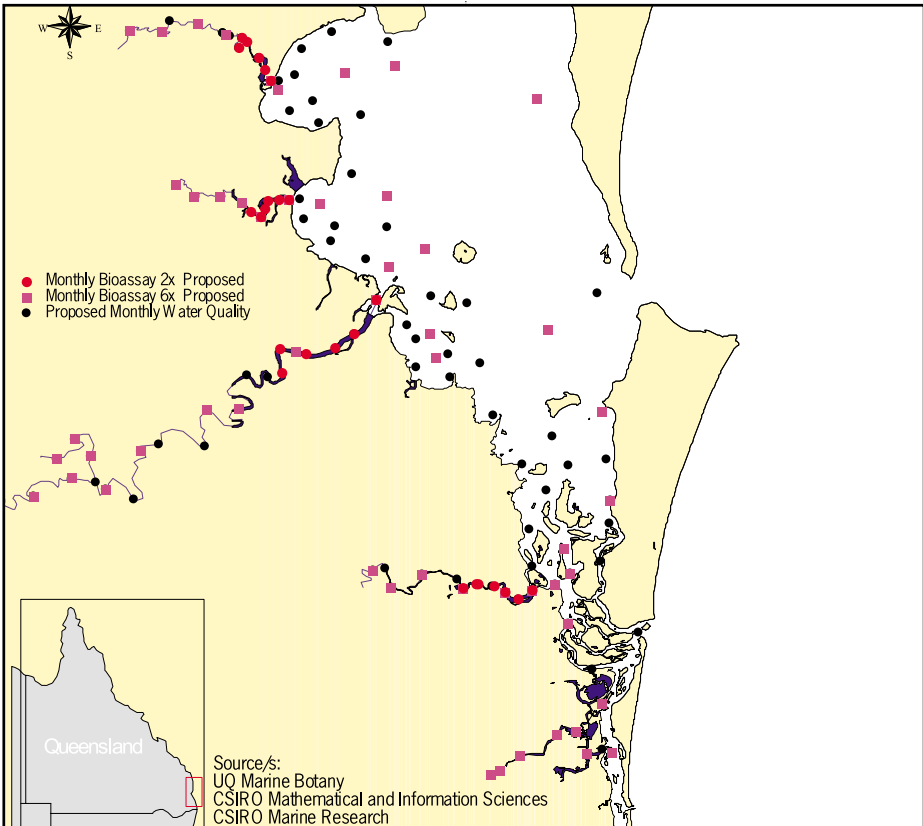 W E
S
Monthly Bioassay 2x Proposed
Monthly Bioassay 6x Proposed
Proposed Monthly Water Quality
Queensland
Source/s:
UQ Marine Botany
CSIRO Mathematical and Information Sciences
CSIRO Marine Research